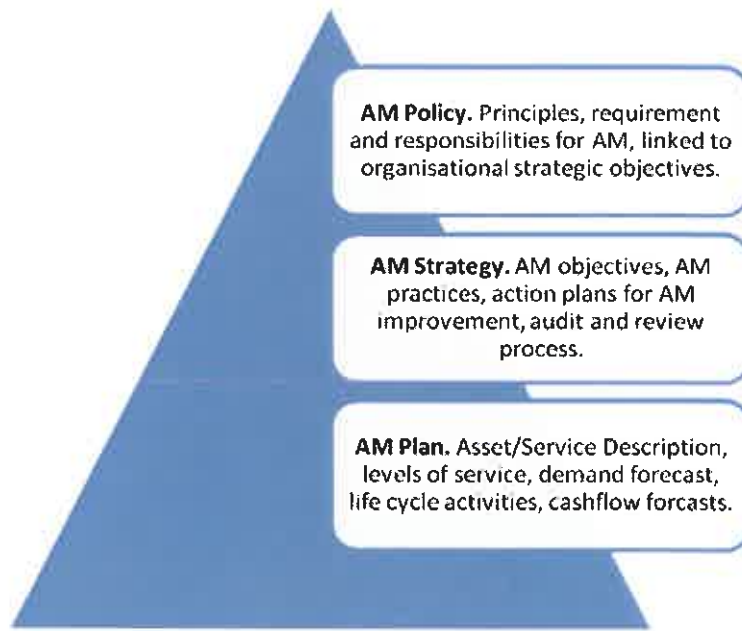 AM Policy. Principles, requirement
and responsibilities for AM, linked to
organisational strategic objectives.
AM Strategy. AM objectives, AM
practices, action plans for AM
improvement, audit and review
process.
AM Plan. Asset/Service Description,
levels of service, demand forecast,
life cycle activities, cashflow forcasts.